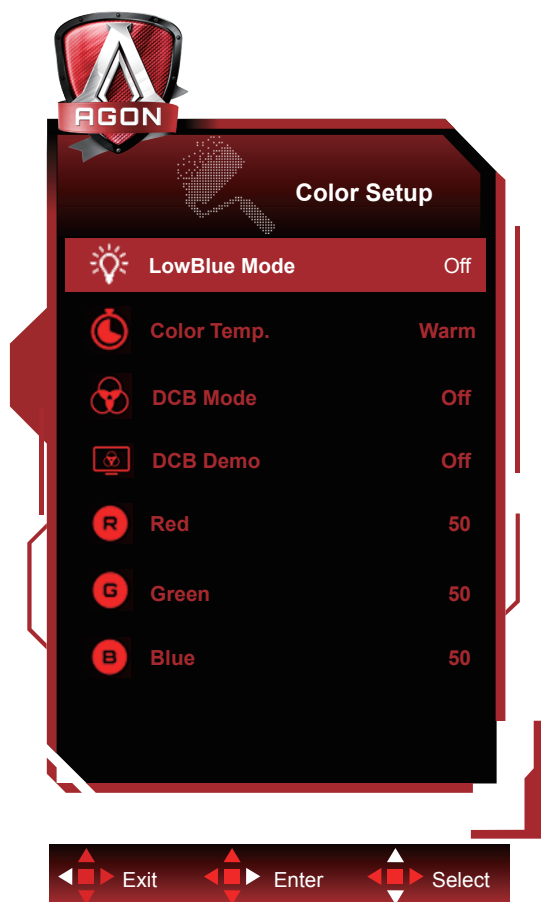 AGON
Color Setup
LowBlue Mode Off
Color Temp. Warm
DCB Mode Off
DCB Demo Off
R Red 50
G Green 50
B Blue 50
Exit Enter Select